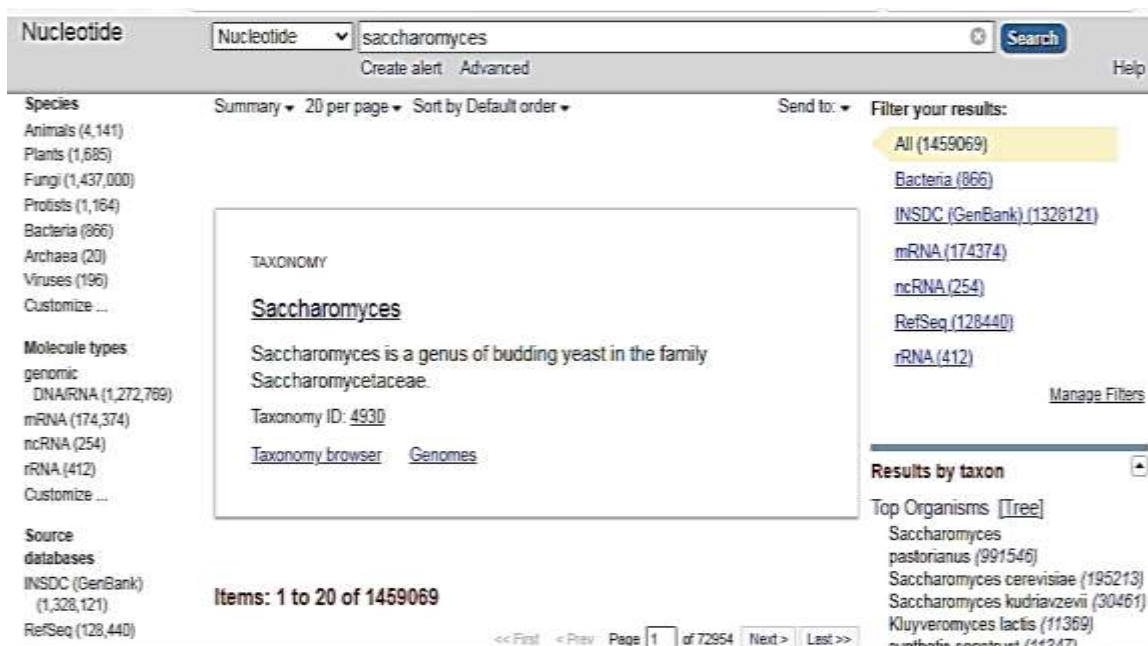 Nucleotide
Nucleotide saccharomyces Search
Create alert Advanced
Help
Species
Animals (4,141)
Plants (1,685)
Fungi (1,437,000)
Protists (1,164)
Bacteria (866)
Archaea (20)
Viruses (196)
Customize ...
Molecule types
genomic
DNA/RNA (1,272,769)
mRNA (174,374)
ncRNA (254)
rRNA (412)
Customize ...
Source
databases
INSDC (GenBank)
(1,328,121)
RefSeq (128,440)
Summary 20 per page Sort by Default order Send to:
TAXONOMY
Saccharomyces
Saccharomyces is a genus of budding yeast in the family
Saccharomycetaceae.
Taxonomy ID: 4930
Taxonomy browser Genomes
Items: 1 to 20 of 1459069
<< First < Prev Page 1 of 72954 Next > Last >>
Filter your results:
All (1459069)
Bacteria (866)
INSDC (GenBank) (1328121)
mRNA (174374)
ncRNA (254)
RefSeq (128440)
rRNA (412)
Manage Filters
Results by taxon
Top Organisms [Tree]
Saccharomyces
pastorianus (991546)
Saccharomyces cerevisiae (195213)
Saccharomyces kudriavzevii (30461)
Kluyveromyces lactis (11369)
synthetic construct (11347)